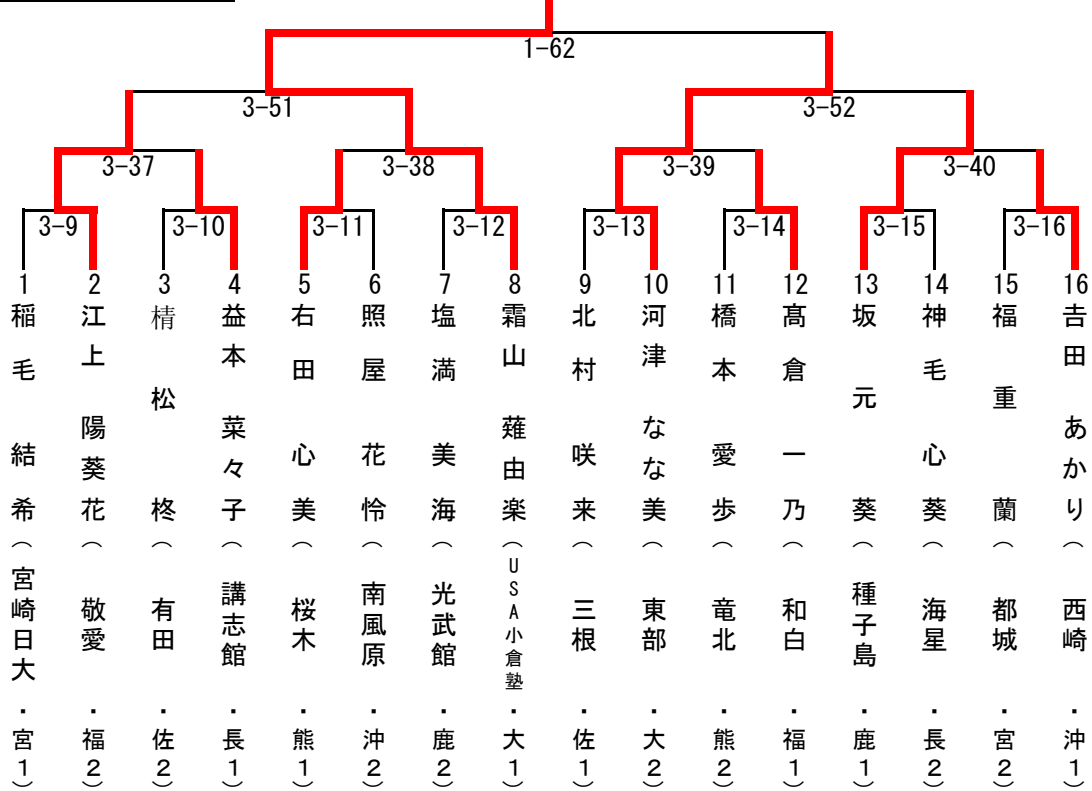 1-62
3-51
3-52
3-37
3-38
3-39
3-40
3-9
3-10
3-11
3-12
3-13
3-14
3-15
3-16
1 稲毛 結希(宮崎日大・宮1)
2 江上 陽葵花(敬愛・福2)
3 棈松 柊(有田・佐2)
4 益本 菜々子(講志館・長1)
5 右田 心美(桜木・熊1)
6 照屋 花怜(南風原・沖2)
7 塩満 美海(光武館・鹿2)
8 霜山 薙由楽(USA小倉塾・大1)
9 北村 咲来(三根・佐1)
10 河津 なな美(東部・大2)
11 橋本 愛歩(竜北・熊2)
12 髙倉 一乃(和白・福1)
13 坂元 葵(種子島・鹿1)
14 神毛 心葵(海星・長2)
15 福重 蘭(都城・宮2)
16 𠮷田 あかり(西崎・沖1)